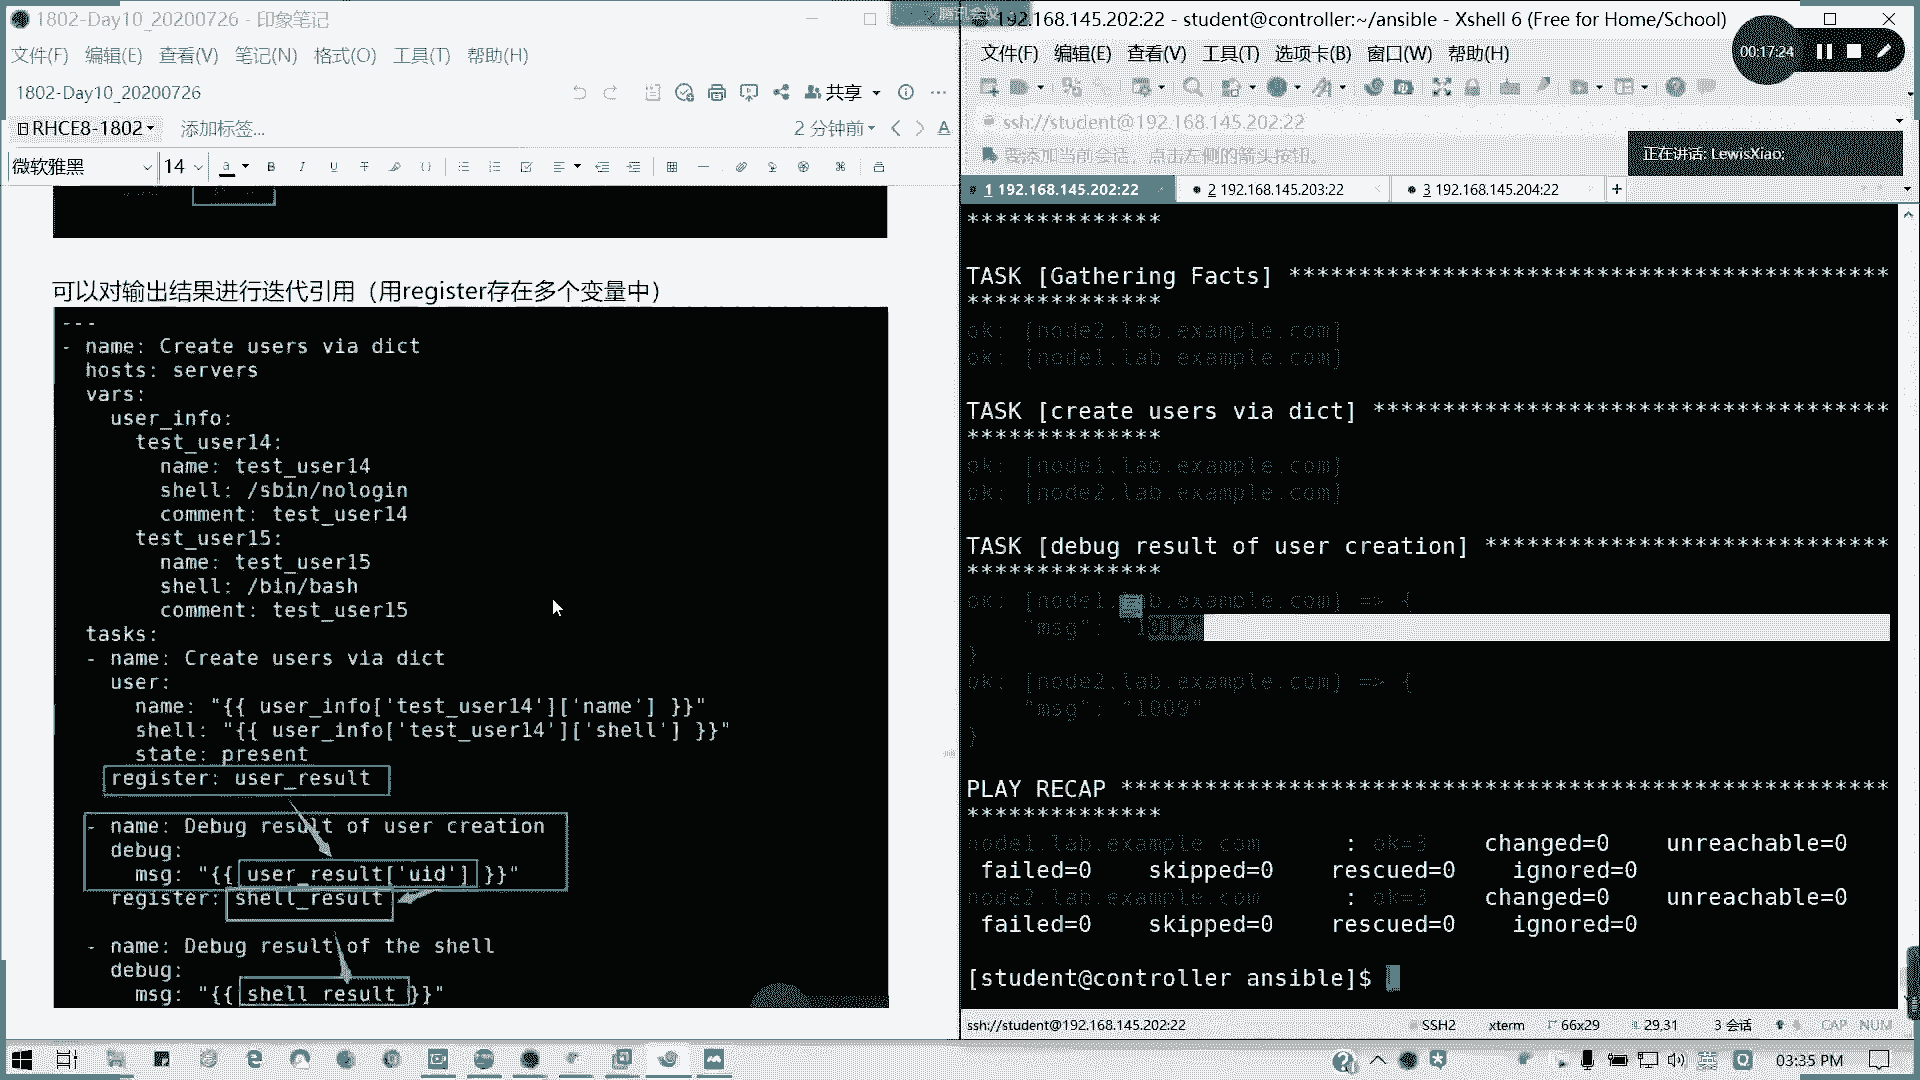 1802-Day10_20200726 - 印象笔记
文件(F) 编辑(E) 查看(V) 笔记(N) 格式(O) 工具(T) 帮助(H)
1802-Day10_20200726
共享
RHCE8-1802
添加标签...
2 分钟前
微软雅黑
14
可以对输出结果进行迭代引用（用register存在多个变量中）
---
- name: Create users via dict
hosts: servers
vars:
user_info:
test_user14:
name: test_user14
shell: /sbin/nologin
comment: test_user14
test_user15:
name: test_user15
shell: /bin/bash
comment: test_user15
tasks:
- name: Create users via dict
user:
name: "{{ user_info['test_user14']['name'] }}"
shell: "{{ user_info['test_user14']['shell'] }}"
state: present
register: user_result
- name: Debug result of user creation
debug:
msg: "{{ user_result['uid'] }}"
register: shell_result
- name: Debug result of the shell
debug:
msg: "{{ shell_result }}"
腾讯会议
192.168.145.202:22 - student@controller:~/ansible - Xshell 6 (Free for Home/School)
文件(F) 编辑(E) 查看(V) 工具(T) 选项卡(B) 窗口(W) 帮助(H)
00:17:24
ssh://student@192.168.145.202:22
要添加当前会话，点击左侧的箭头按钮。
正在讲话: LewisXiao;
1 192.168.145.202:22
2 192.168.145.203:22
3 192.168.145.204:22
**************
TASK [Gathering Facts] *******************************************
**************
ok: [node2.lab.example.com]
ok: [node1.lab.example.com]
TASK [create users via dict] *************************************
**************
ok: [node1.lab.example.com]
ok: [node2.lab.example.com]
TASK [debug result of user creation] *****************************
**************
ok: [node1.lab.example.com] => {
"msg": "1012"
}
ok: [node2.lab.example.com] => {
"msg": "1009"
}
PLAY RECAP *******************************************************
**************
node1.lab.example.com : ok=3 changed=0 unreachable=0
failed=0 skipped=0 rescued=0 ignored=0
node2.lab.example.com : ok=3 changed=0 unreachable=0
failed=0 skipped=0 rescued=0 ignored=0
[student@controller ansible]$
ssh://student@192.168.145.202:22
SSH2
xterm
66x29
29,31
3 会话
CAP NUM
英
03:35 PM